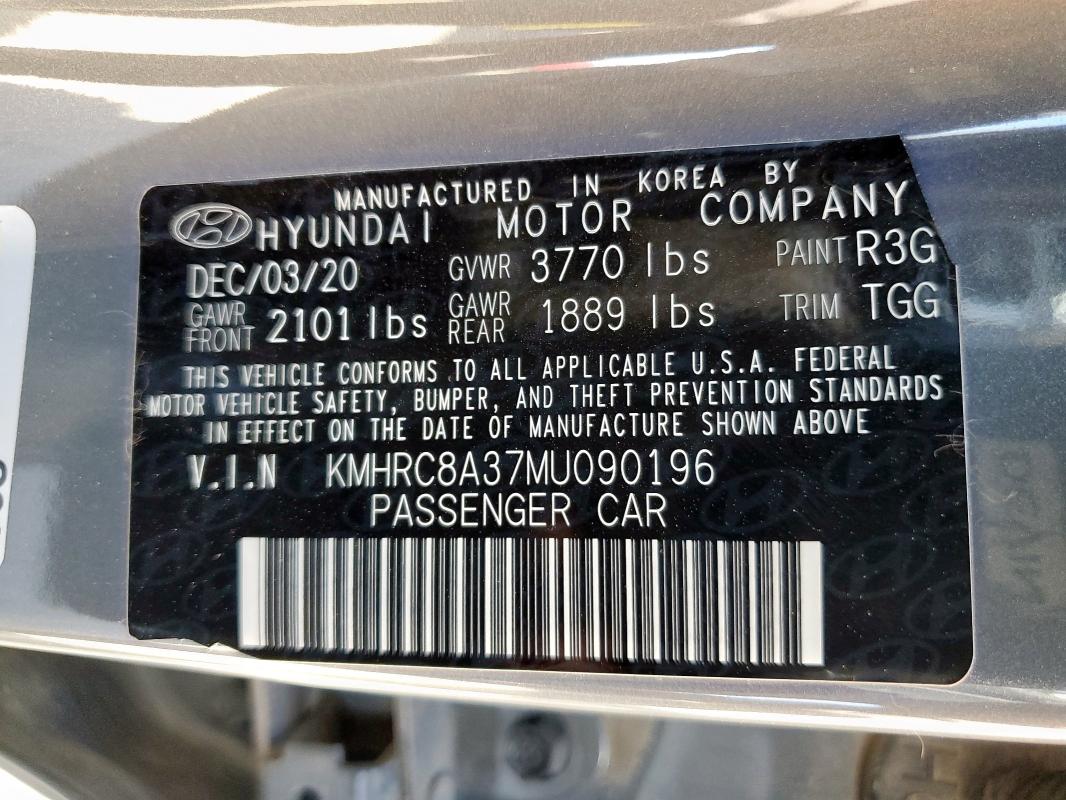 MANUFACTURED IN KOREA BY
HYUNDAI MOTOR COMPANY
DEC/03/20 GVWR 3770 lbs PAINT R3G
GAWR FRONT 2101 lbs GAWR REAR 1889 lbs TRIM TGG
THIS VEHICLE CONFORMS TO ALL APPLICABLE U.S.A. FEDERAL
MOTOR VEHICLE SAFETY, BUMPER, AND THEFT PREVENTION STANDARDS
IN EFFECT ON THE DATE OF MANUFACTURE SHOWN ABOVE
V.I.N KMHRC8A37MU090196
PASSENGER CAR